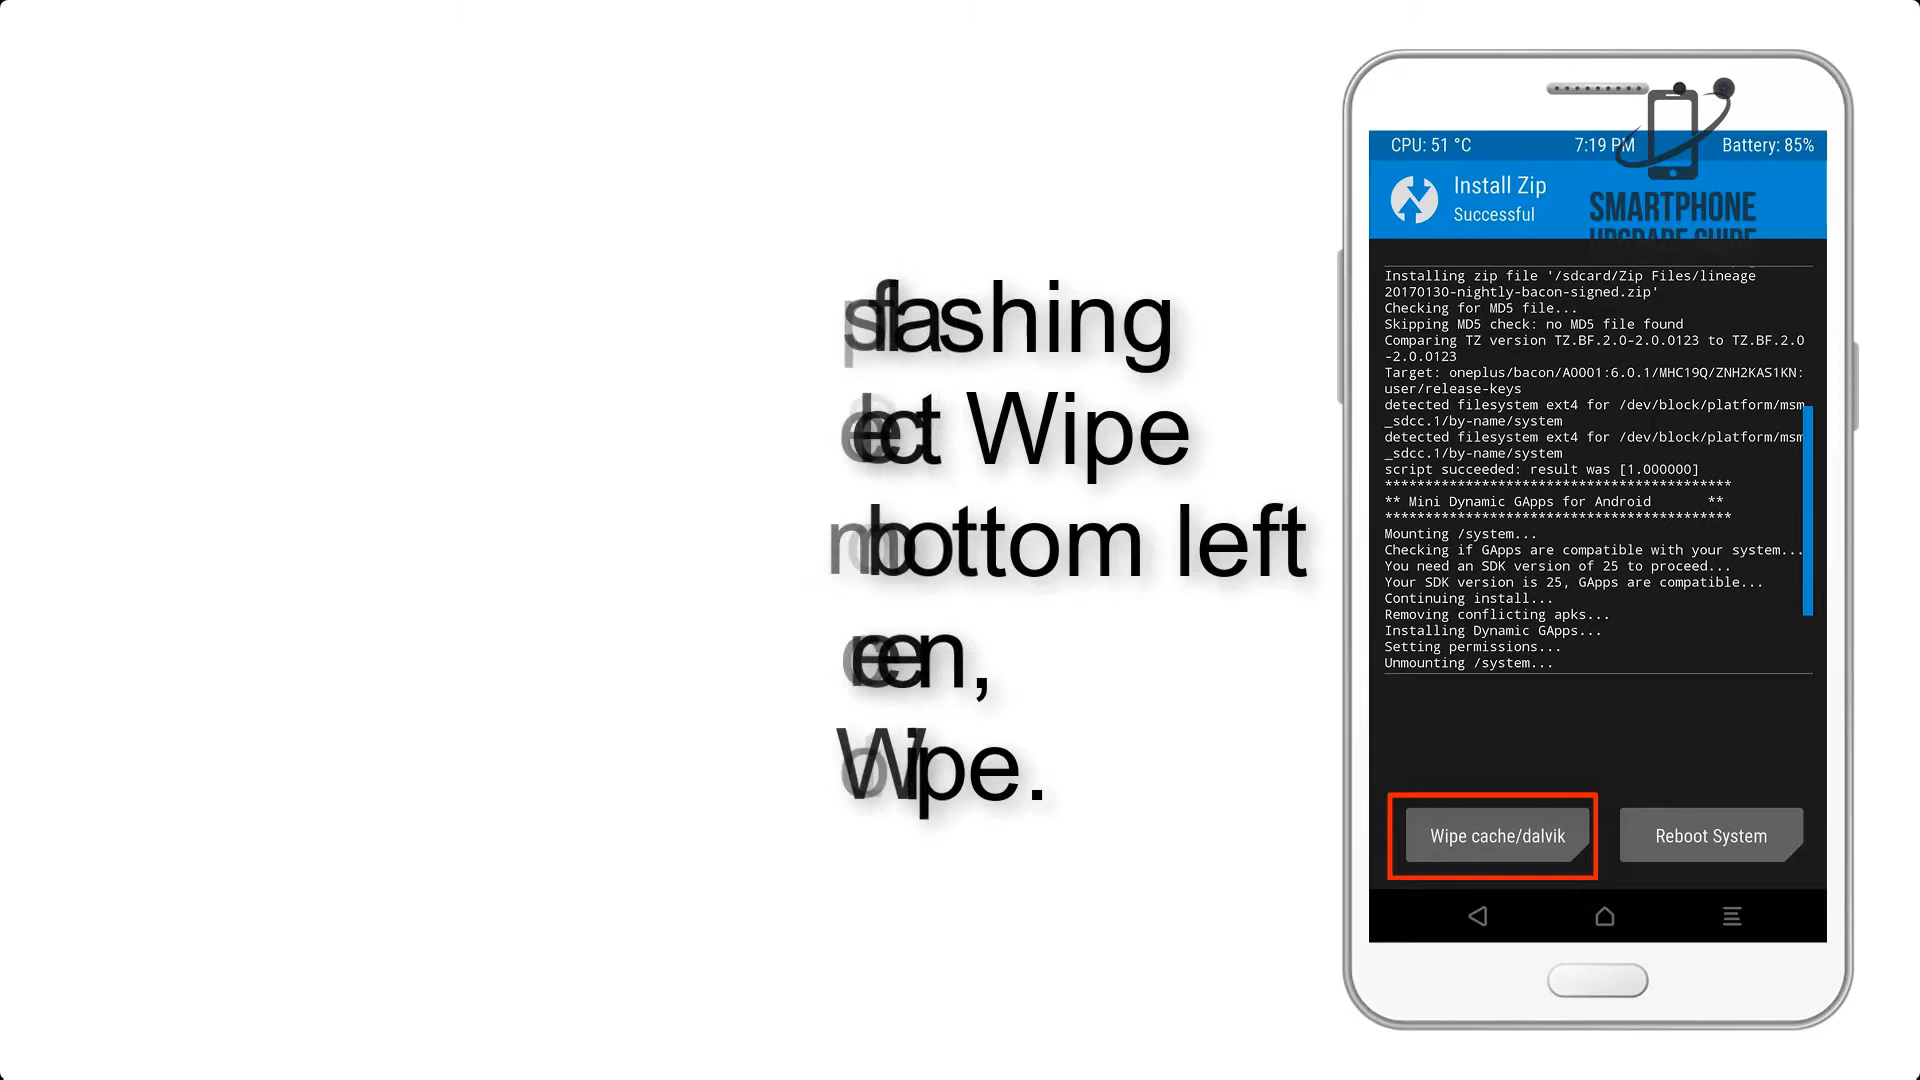 flashing
Wipe
bottom left
Wipe.
CPU: 51 °C 7:19 PM Battery: 85%
Install Zip
Successful
SMARTPHONE
UPGRADE GUIDE
Installing zip file '/sdcard/Zip Files/lineage
20170130-nightly-bacon-signed.zip'
Checking for MD5 file...
Skipping MD5 check: no MD5 file found
Comparing TZ version TZ.BF.2.0-2.0.0123 to TZ.BF.2.0
-2.0.0123
Target: oneplus/bacon/A0001:6.0.1/MHC19Q/ZNH2KAS1KN:
user/release-keys
detected filesystem ext4 for /dev/block/platform/msm
_sdcc.1/by-name/system
detected filesystem ext4 for /dev/block/platform/msm
_sdcc.1/by-name/system
script succeeded: result was [1.000000]
*******************************************
** Mini Dynamic GApps for Android **
*******************************************
Mounting /system...
Checking if GApps are compatible with your system...
You need an SDK version of 25 to proceed...
Your SDK version is 25, GApps are compatible...
Continuing install...
Removing conflicting apks...
Installing Dynamic GApps...
Setting permissions...
Unmounting /system...
Wipe cache/dalvik
Reboot System